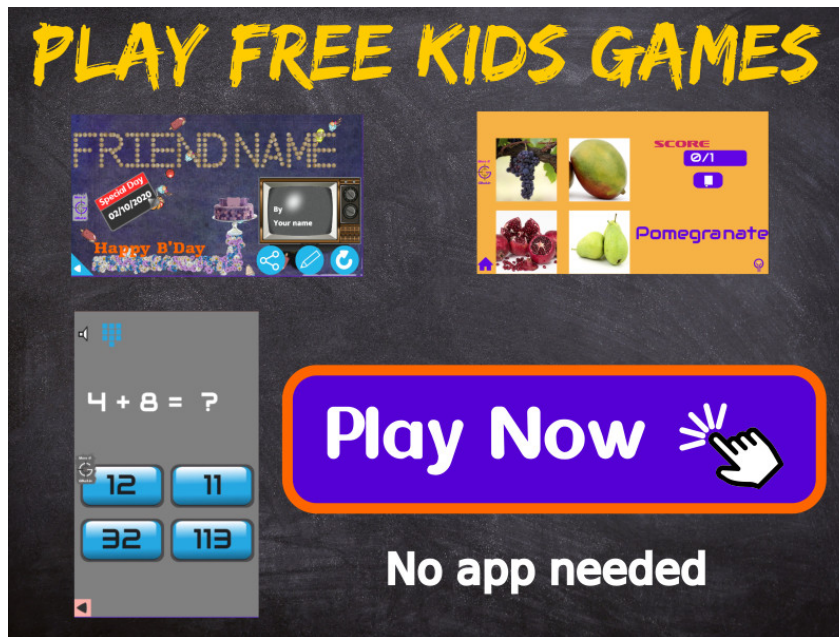 PLAY FREE KIDS GAMES
FRIEND NAME
Special Day
02/10/2020
By
Your name
Happy B'Day
SCORE
0/1
Pomegranate
4 + 8 = ?
12
11
32
113
Play Now
No app needed